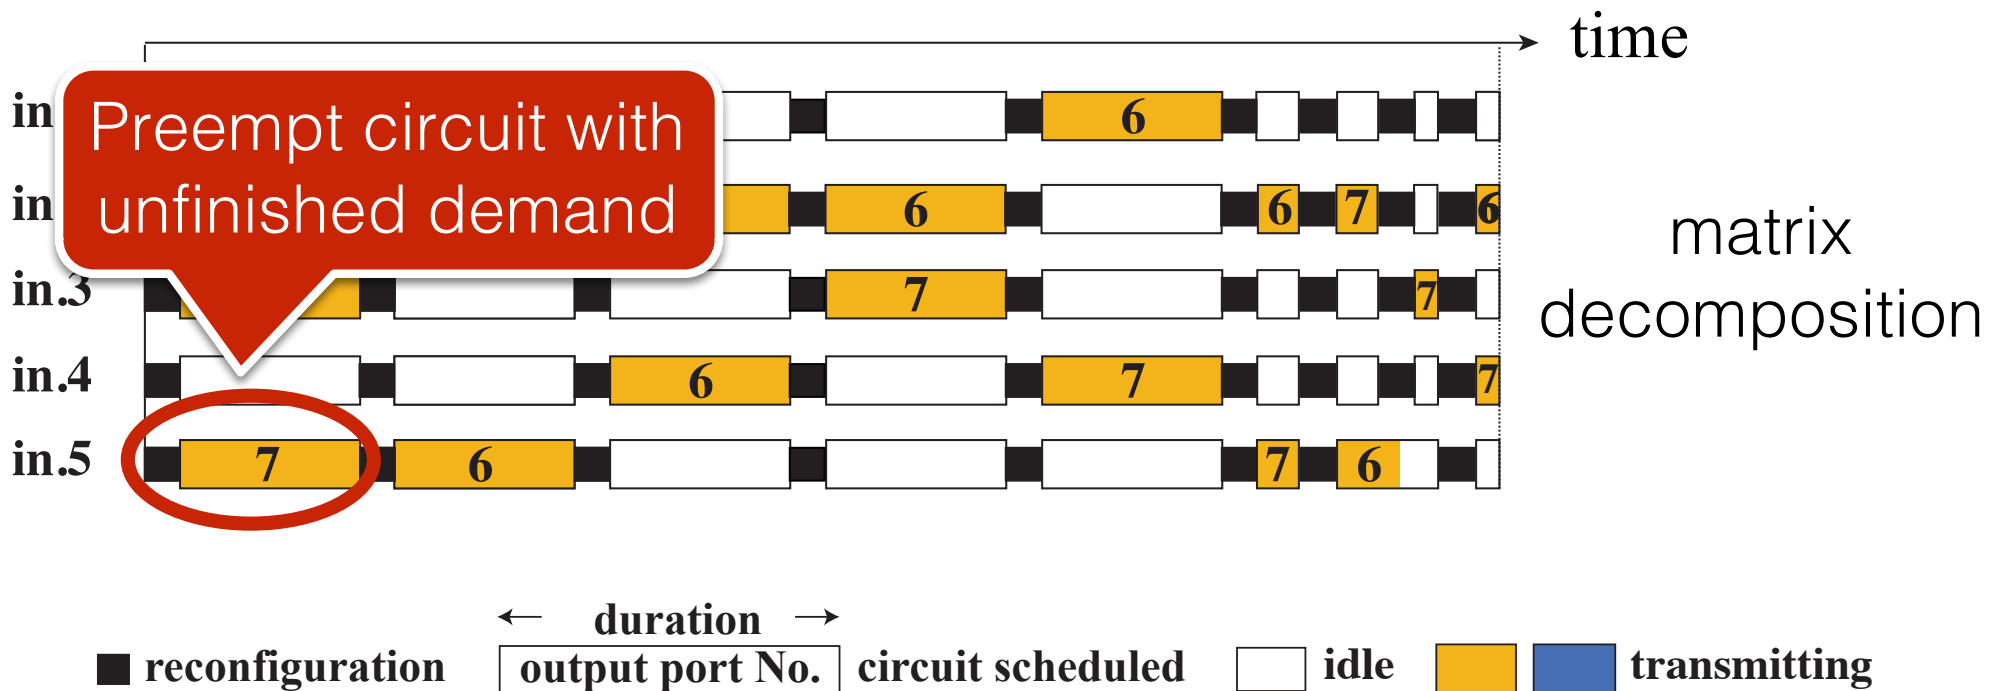 time
Preempt circuit with
unfinished demand
in
6
in
6
6
7
6
in.3
7
7
in.4
6
7
7
in.5
7
6
7
6
matrix
decomposition
duration
reconfiguration
output port No.
circuit scheduled
idle
transmitting